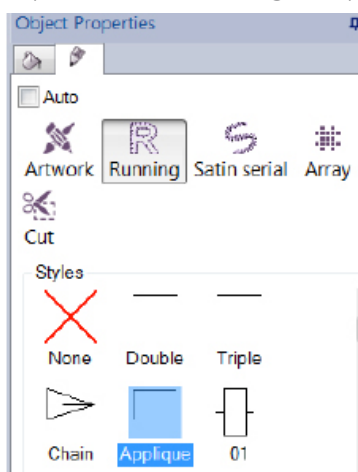 Object Properties
Auto
Artwork Running Satin serial Array
Cut
Styles
None Double Triple
Chain Applique 01